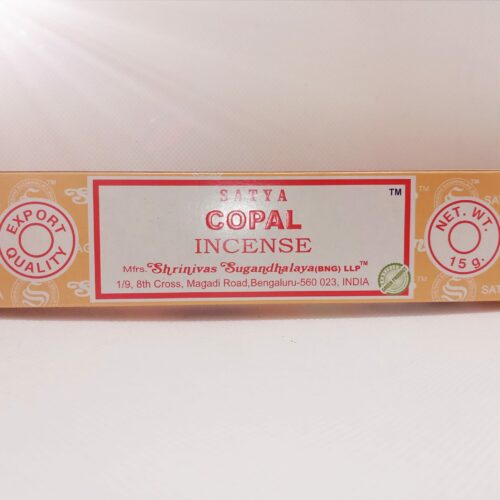 EXPORT
QUALITY
SATYA
COPAL
INCENSE
Mfrs. Shrinivas Sugandhalaya (BNG) LLP™
1/9, 8th Cross, Magadi Road, Bengaluru-560 023, INDIA
TM
NET. WT.
15 g.